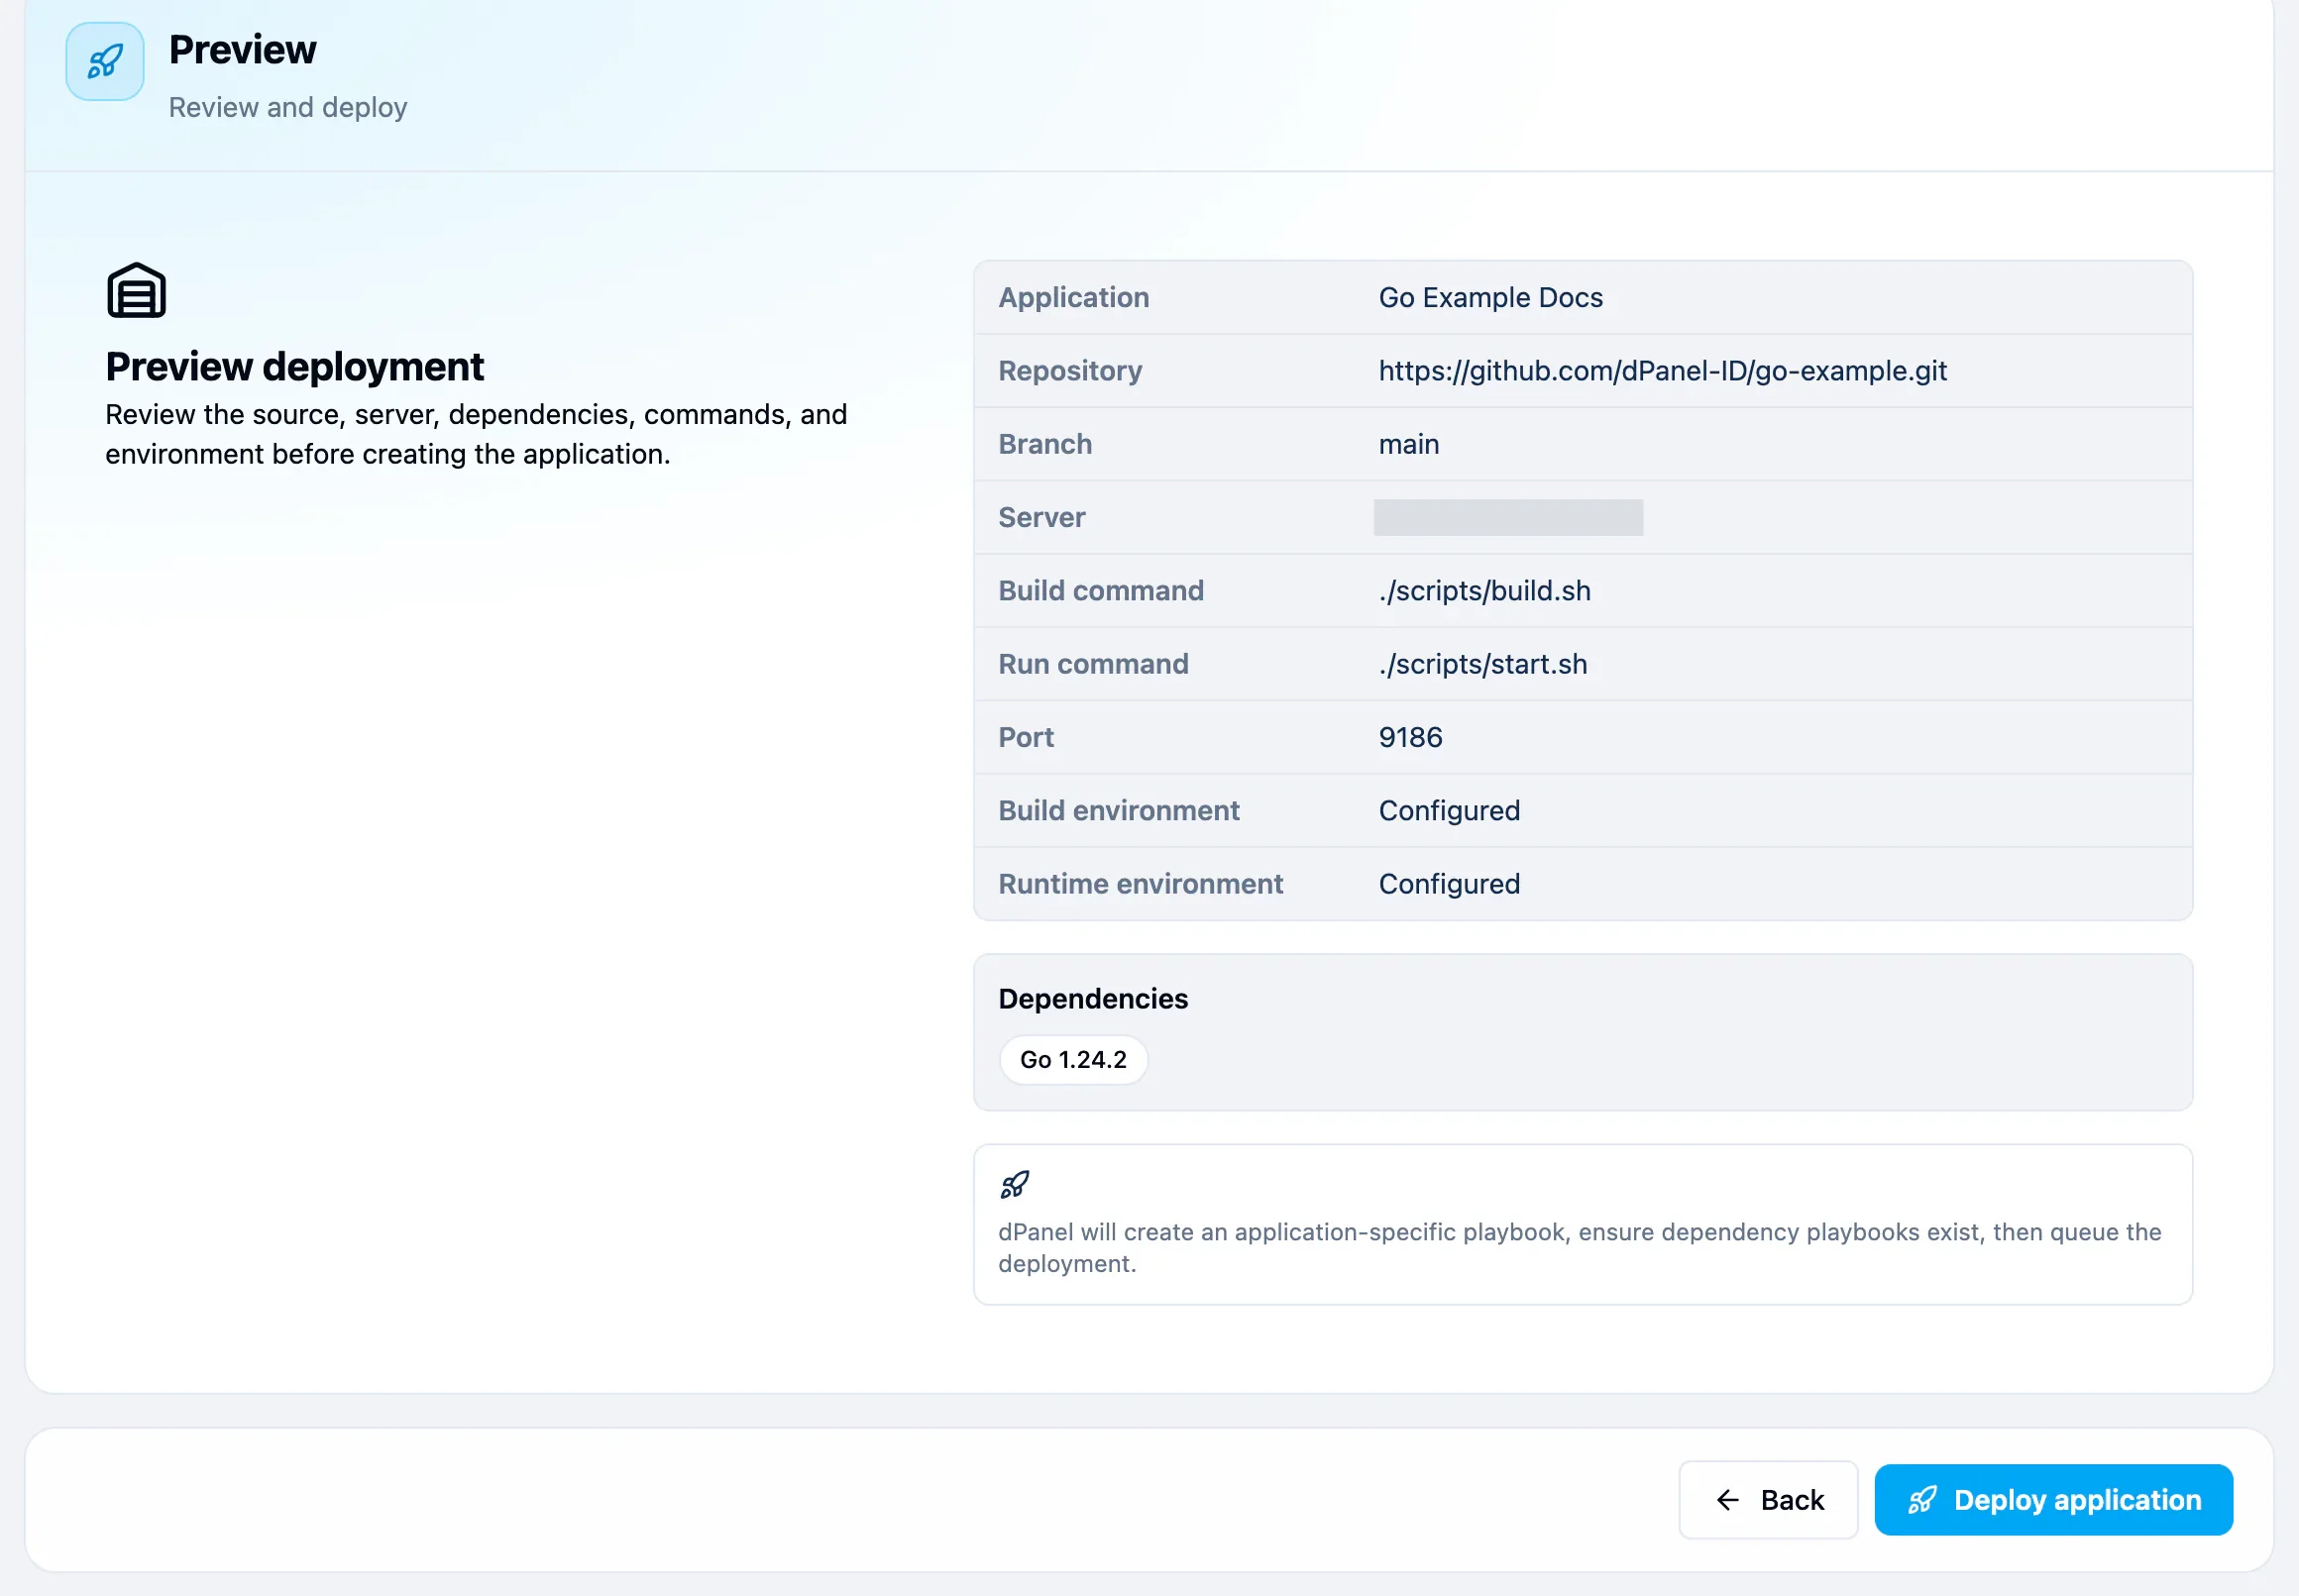 Preview
Review and deploy
Preview deployment
Review the source, server, dependencies, commands, and
environment before creating the application.
Application Go Example Docs
Repository https://github.com/dPanel-ID/go-example.git
Branch main
Server
Build command ./scripts/build.sh
Run command ./scripts/start.sh
Port 9186
Build environment Configured
Runtime environment Configured
Dependencies
Go 1.24.2
dPanel will create an application-specific playbook, ensure dependency playbooks exist, then queue the
deployment.
Back
Deploy application